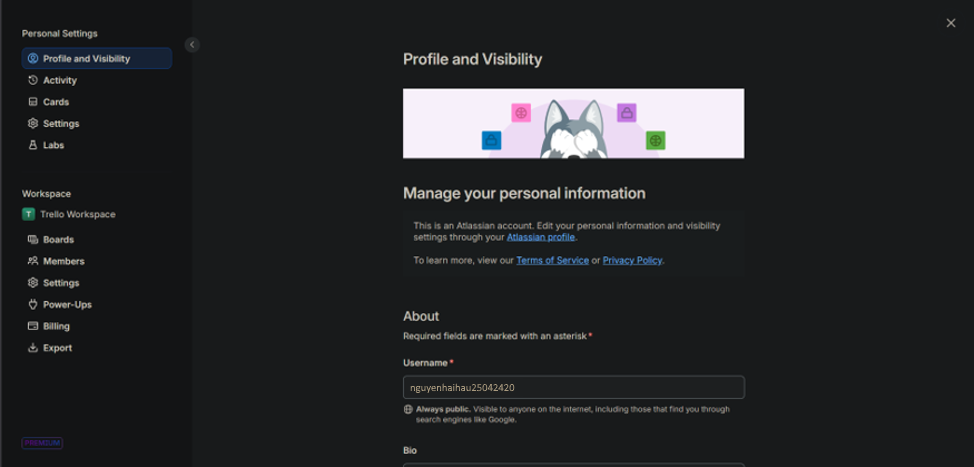 Personal Settings
Profile and Visibility
Activity
Cards
Settings
Labs
Workspace
T Trello Workspace
Boards
Members
Settings
Power-Ups
Billing
Export
PREMIUM
Profile and Visibility
Manage your personal information
This is an Atlassian account. Edit your personal information and visibility
settings through your Atlassian profile.
To learn more, view our Terms of Service or Privacy Policy.
About
Required fields are marked with an asterisk *
Username *
nguyenhaihau25042420
Always public. Visible to anyone on the internet, including those that find you through
search engines like Google.
Bio